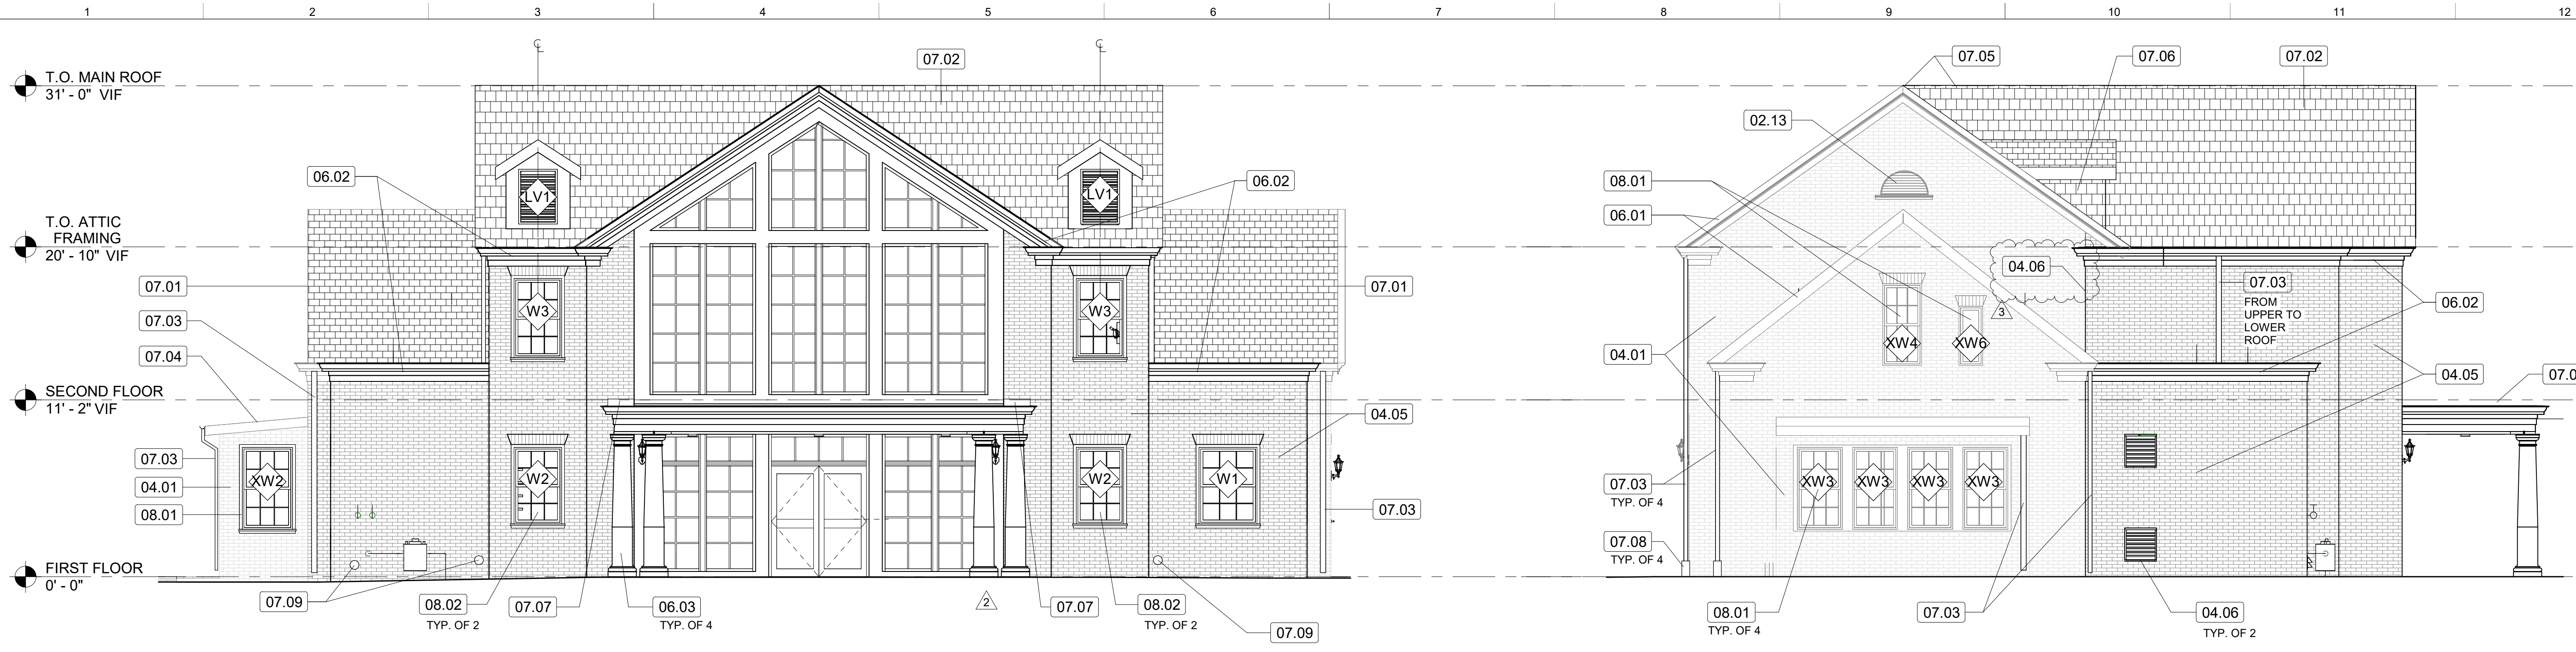 1 2 3 4 5 6 7 8 9 10 11 12
T.O. MAIN ROOF
31' - 0" VIF
T.O. ATTIC
FRAMING
20' - 10" VIF
SECOND FLOOR
11' - 2" VIF
FIRST FLOOR
0' - 0"
07.02
06.02
06.02
LV1
LV1
07.01
07.01
07.03
07.04
W3
W3
04.05
07.03
04.01
08.01
XW2
W2
W2
W1
07.03
07.09
08.02
TYP. OF 2
07.07
06.03
TYP. OF 4
2
07.07
08.02
TYP. OF 2
07.09
07.05
07.06
07.02
02.13
08.01
06.01
04.06
3
07.03
FROM
UPPER TO
LOWER
ROOF
06.02
04.01
XW4
XW6
04.05
07.03
TYP. OF 4
XW3
XW3
XW3
XW3
07.08
TYP. OF 4
08.01
TYP. OF 4
07.03
04.06
TYP. OF 2